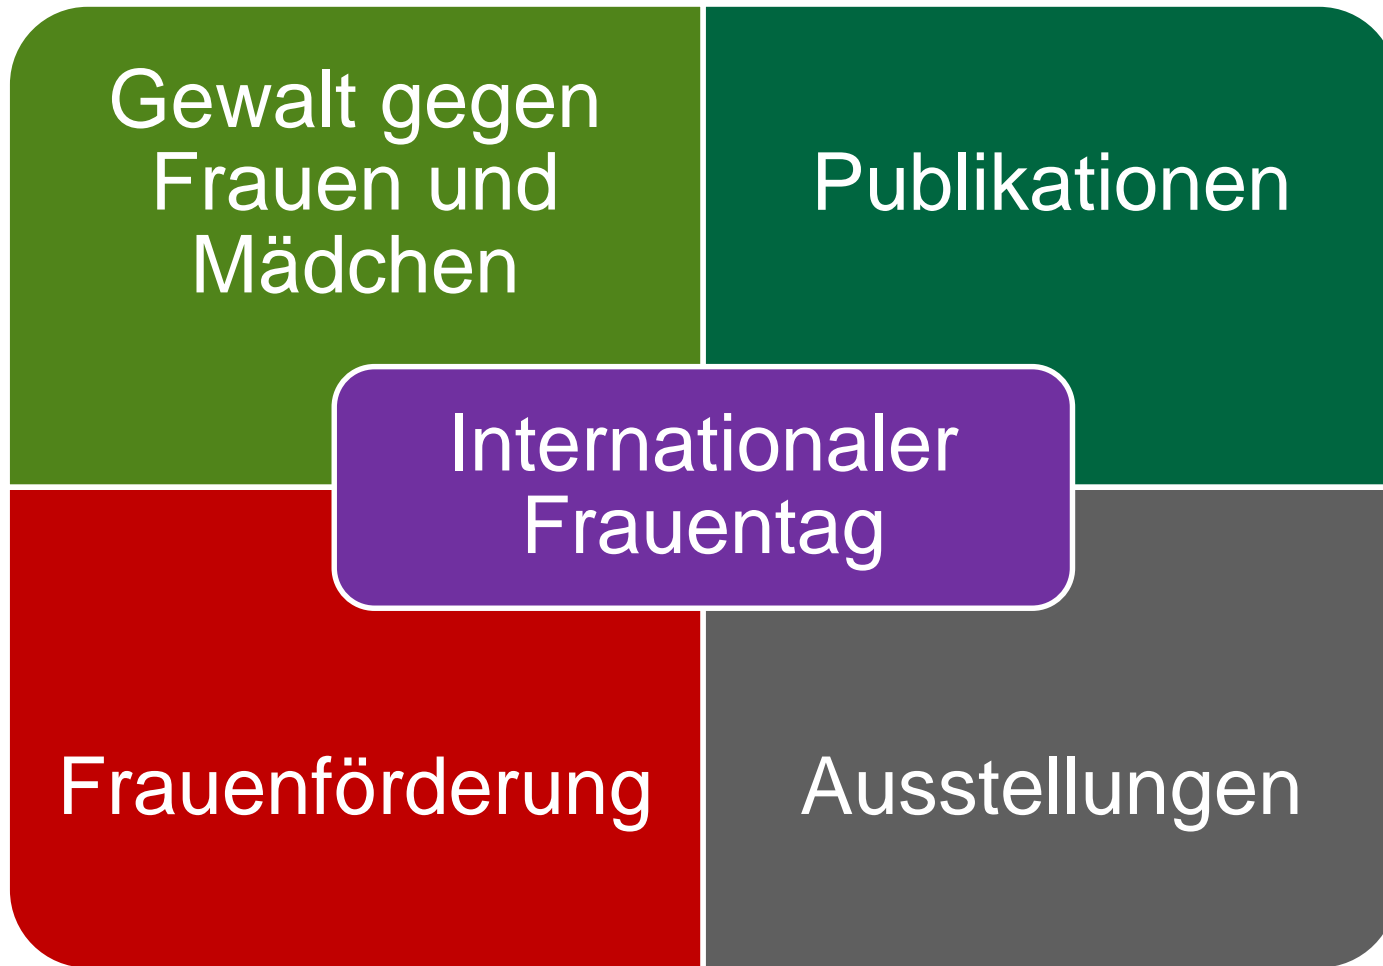 Gewalt gegen
Frauen und
Mädchen
Publikationen
Internationaler
Frauentag
Frauenförderung
Ausstellungen